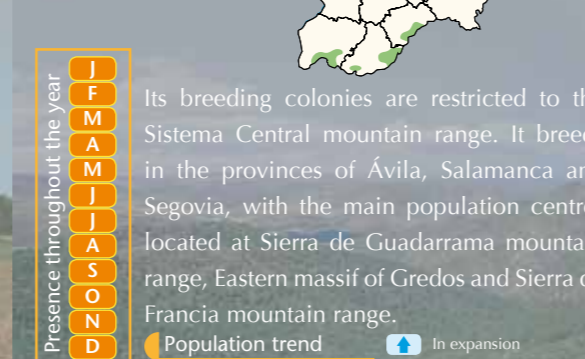 Presence throughout the year
J
F
M
A
M
J
J
A
S
O
N
D
Its breeding colonies are restricted to th
Sistema Central mountain range. It breed
in the provinces of Ávila, Salamanca an
Segovia, with the main population centre
located at Sierra de Guadarrama mounta
range, Eastern massif of Gredos and Sierra d
Francia mountain range.
Population trend
In expansion